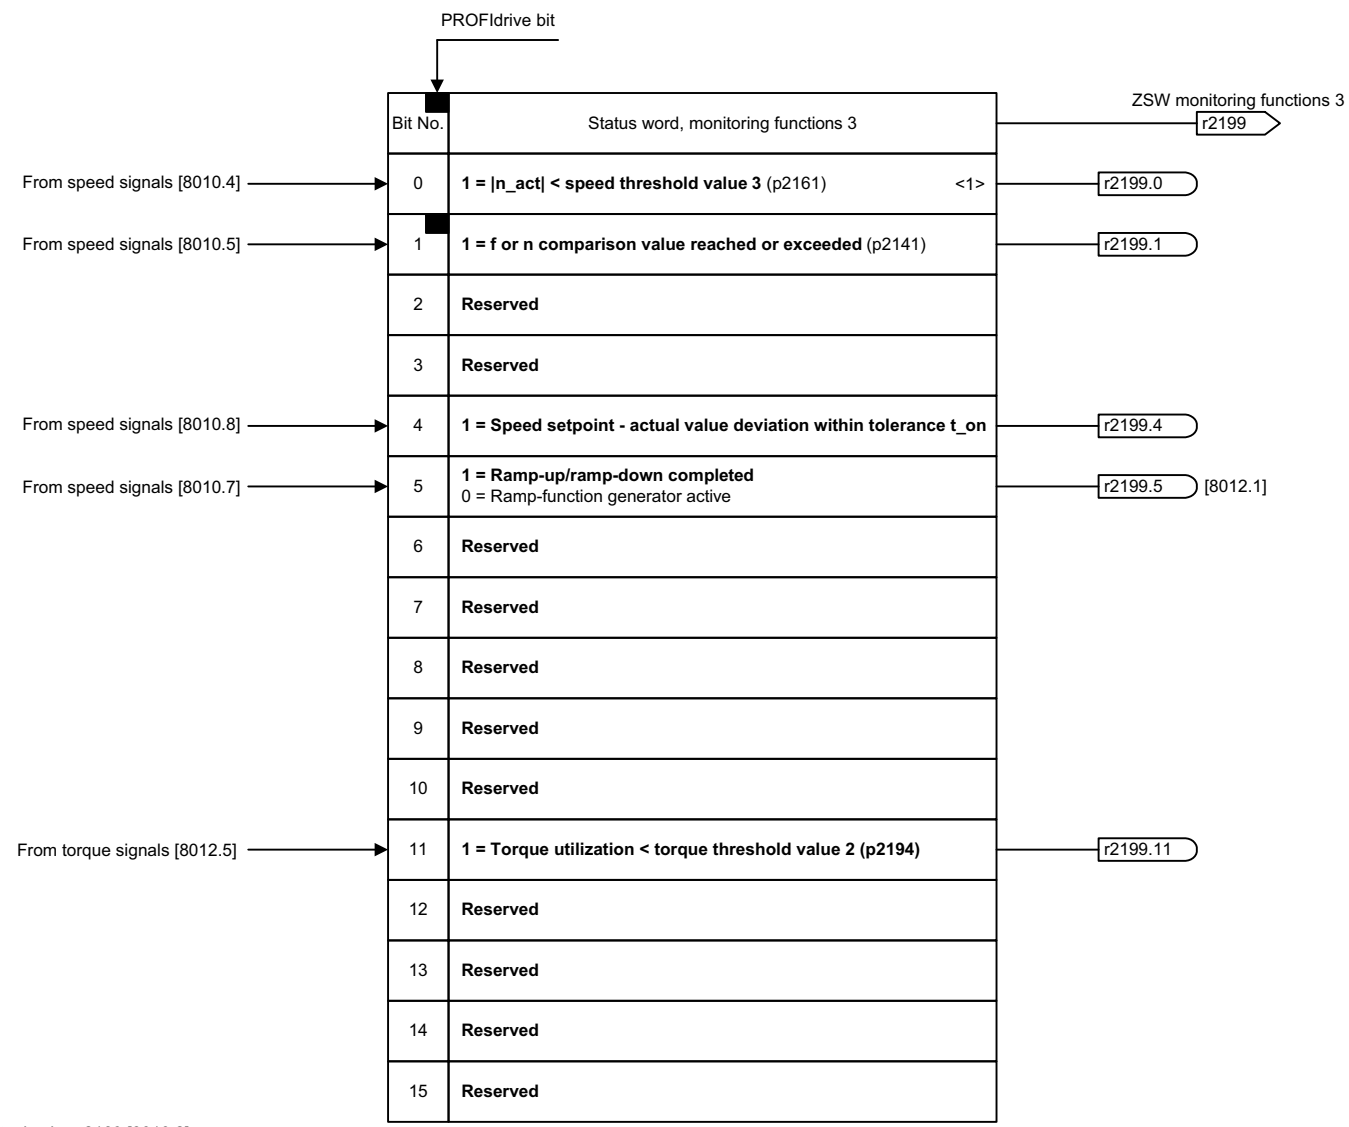 PROFIdrive bit
ZSW monitoring functions 3
Bit No. Status word, monitoring functions 3 r2199
From speed signals [8010.4] 0 1 = |n_act| < speed threshold value 3 (p2161) <1> r2199.0
From speed signals [8010.5] 1 1 = f or n comparison value reached or exceeded (p2141) r2199.1
2 Reserved
3 Reserved
From speed signals [8010.8] 4 1 = Speed setpoint - actual value deviation within tolerance t_on r2199.4
1 = Ramp-up/ramp-down completed
From speed signals [8010.7] 5 0 = Ramp-function generator active r2199.5 [8012.1]
6 Reserved
7 Reserved
8 Reserved
9 Reserved
10 Reserved
From torque signals [8012.5] 11 1 = Torque utilization < torque threshold value 2 (p2194) r2199.11
12 Reserved
13 Reserved
14 Reserved
15 Reserved